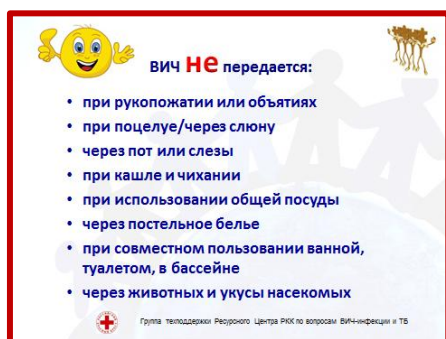 ВИЧ не передается:
• при рукопожатии или объятиях
• при поцелуе/через слюну
• через пот или слезы
• при кашле и чихании
• при использовании общей посуды
• через постельное белье
• при совместном пользовании ванной,
туалетом, в бассейне
• через животных и укусы насекомых
Группа техподдержки Ресурсного Центра РКК по вопросам ВИЧ-инфекции и ТБ